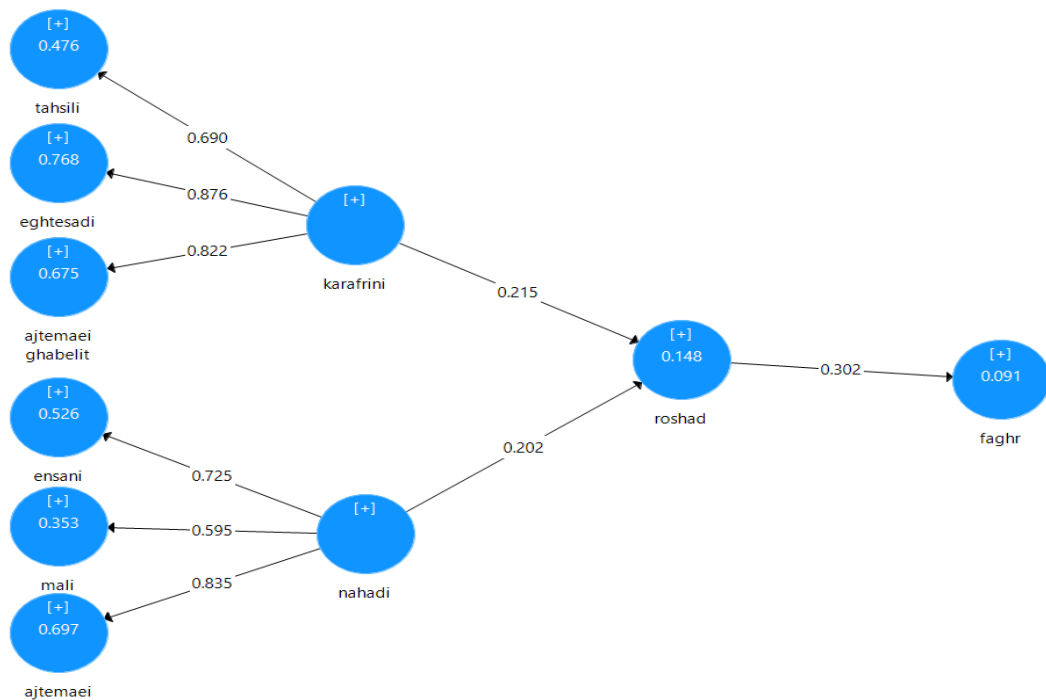 [+]
0.476
tahsili
[+]
0.768
eghtesadi
[+]
0.675
ajtemaei
ghabelit
[+]
0.526
ensani
[+]
0.353
mali
[+]
0.697
ajtemaei
0.690
0.876
0.822
[+]
karafrini
0.725
0.595
0.835
[+]
nahadi
0.215
0.202
[+]
0.148
roshad
0.302
[+]
0.091
faghr